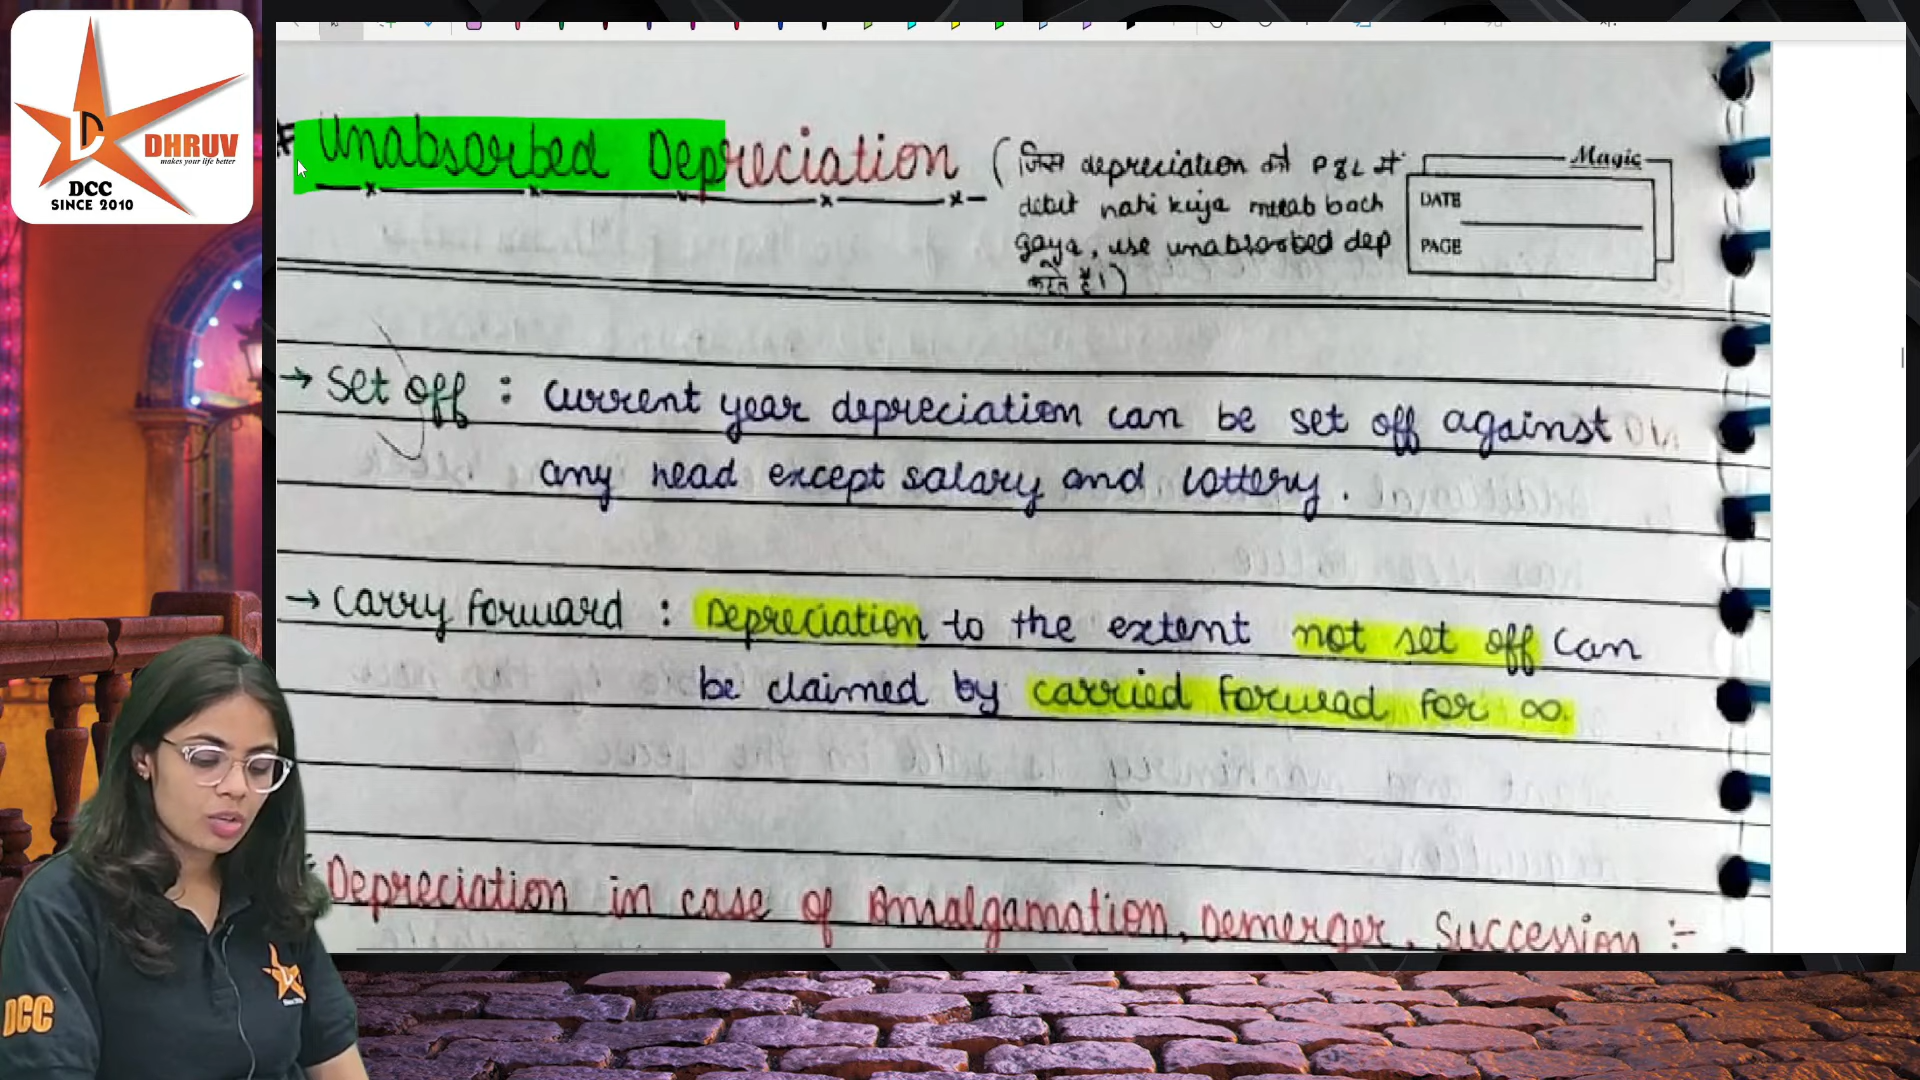 DHRUV
makes your life better
DCC
SINCE 2010
* Unabsorbed Depreciation (जिस depreciation को P&L में
debit nahi kiya matlab bach
gaya, use unabsorbed dep
कहते हैं।)
Magic
DATE
PAGE
→ Set off : Current year depreciation can be set off against
any head except salary and lottery.
→ Carry forward : Depreciation to the extent not set off can
be claimed by carried forward for ∞.
Depreciation in case of Amalgamation, Demerger, Succession :-
DCC